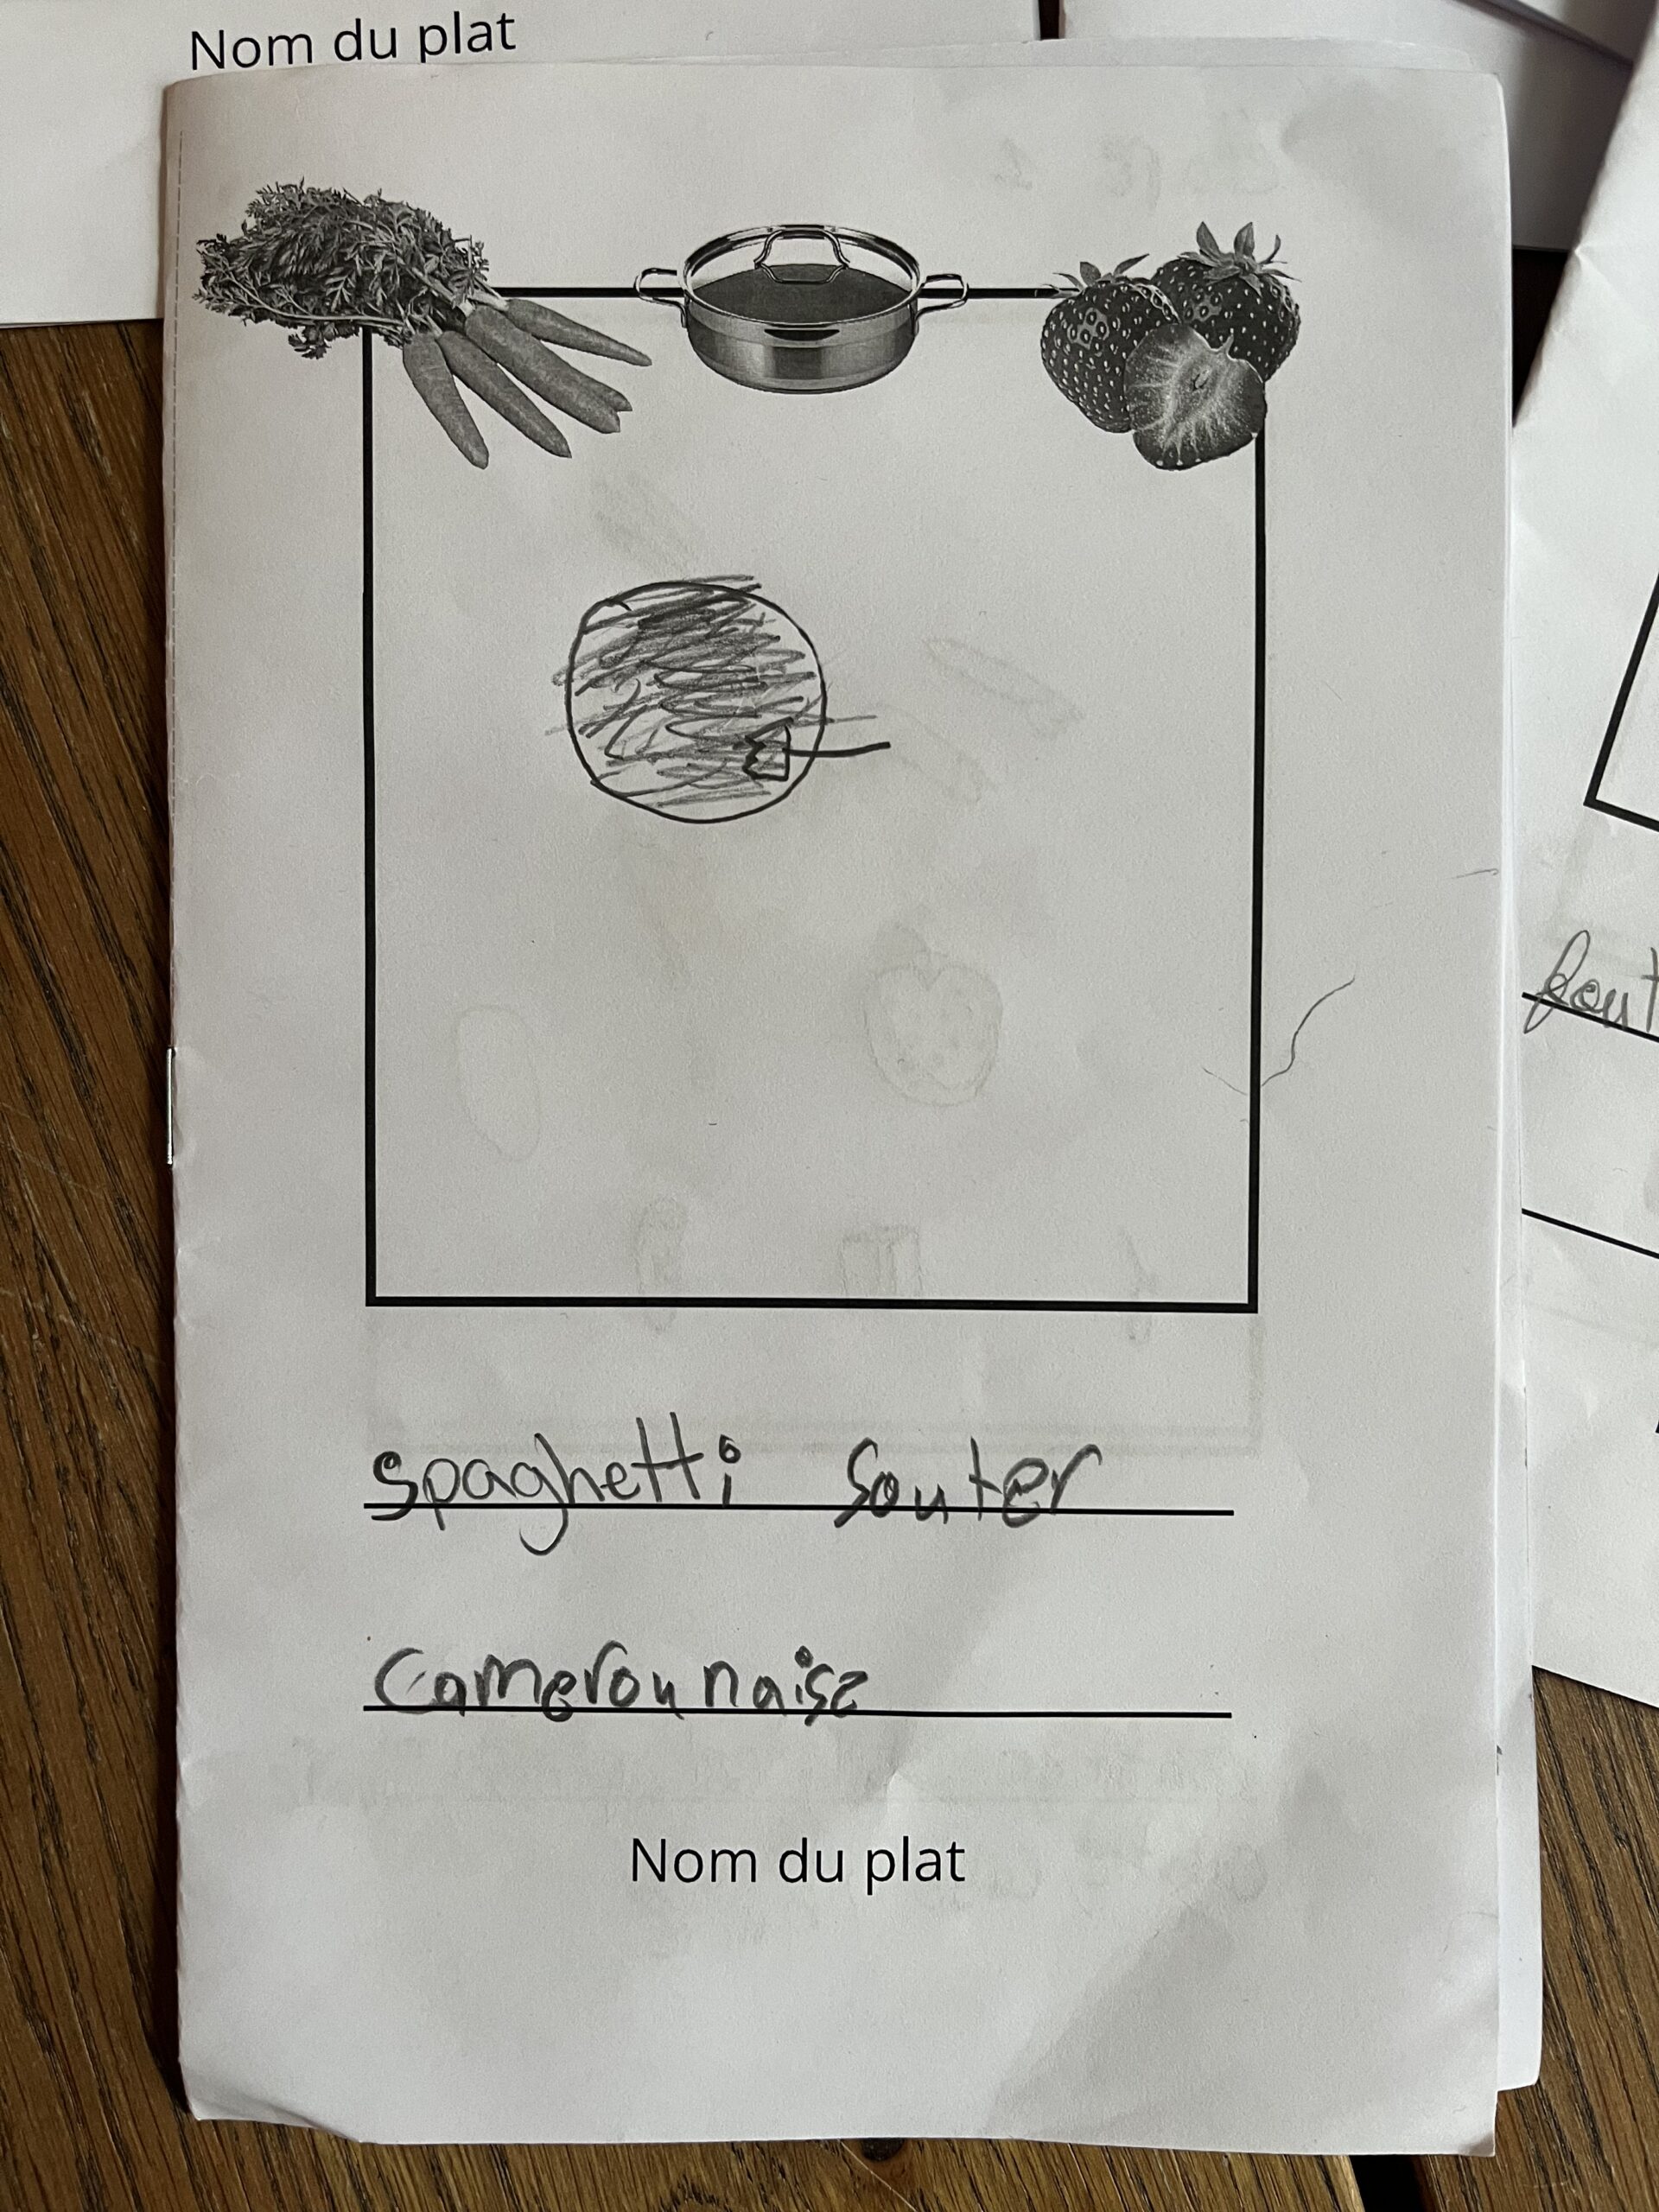 Nom du plat
spaghetti souter
Camerounaise
Nom du plat